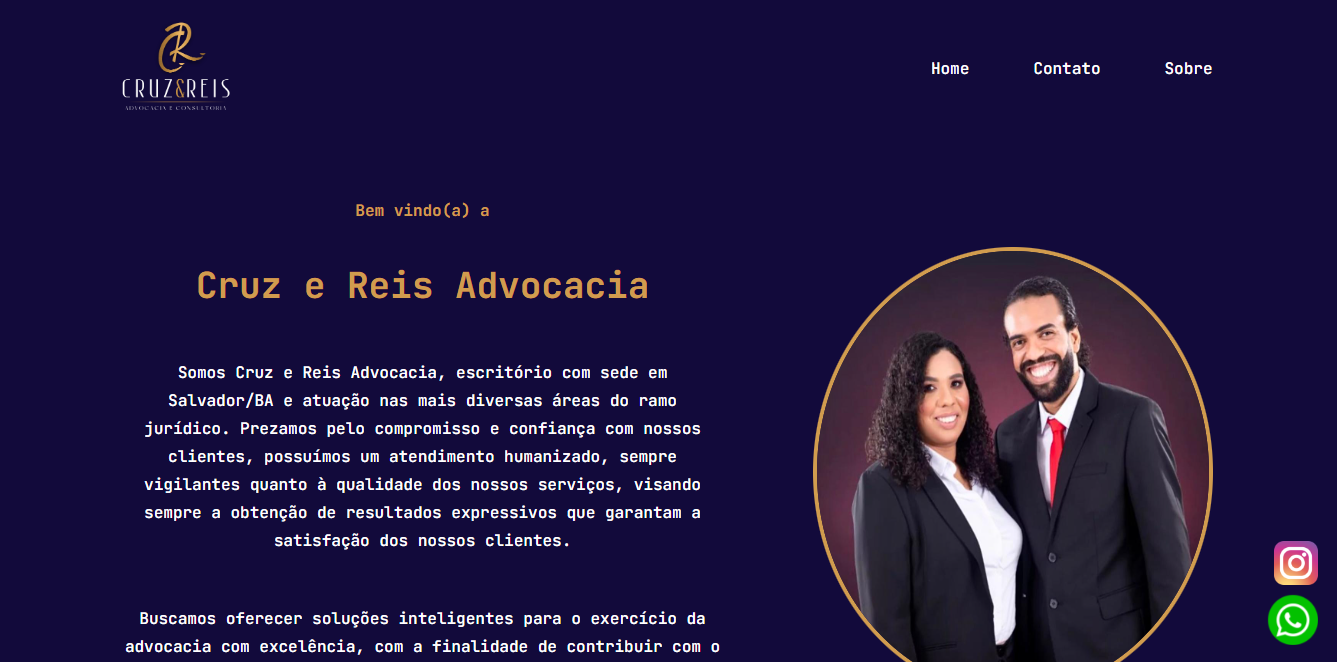 CRUZ&REIS
ADVOCACIA E CONSULTORIA
Home
Contato
Sobre
Bem vindo(a) a
Cruz e Reis Advocacia
Somos Cruz e Reis Advocacia, escritório com sede em
Salvador/BA e atuação nas mais diversas áreas do ramo
jurídico. Prezamos pelo compromisso e confiança com nossos
clientes, possuímos um atendimento humanizado, sempre
vigilantes quanto à qualidade dos nossos serviços, visando
sempre a obtenção de resultados expressivos que garantam a
satisfação dos nossos clientes.
Buscamos oferecer soluções inteligentes para o exercício da
advocacia com excelência, com a finalidade de contribuir com o